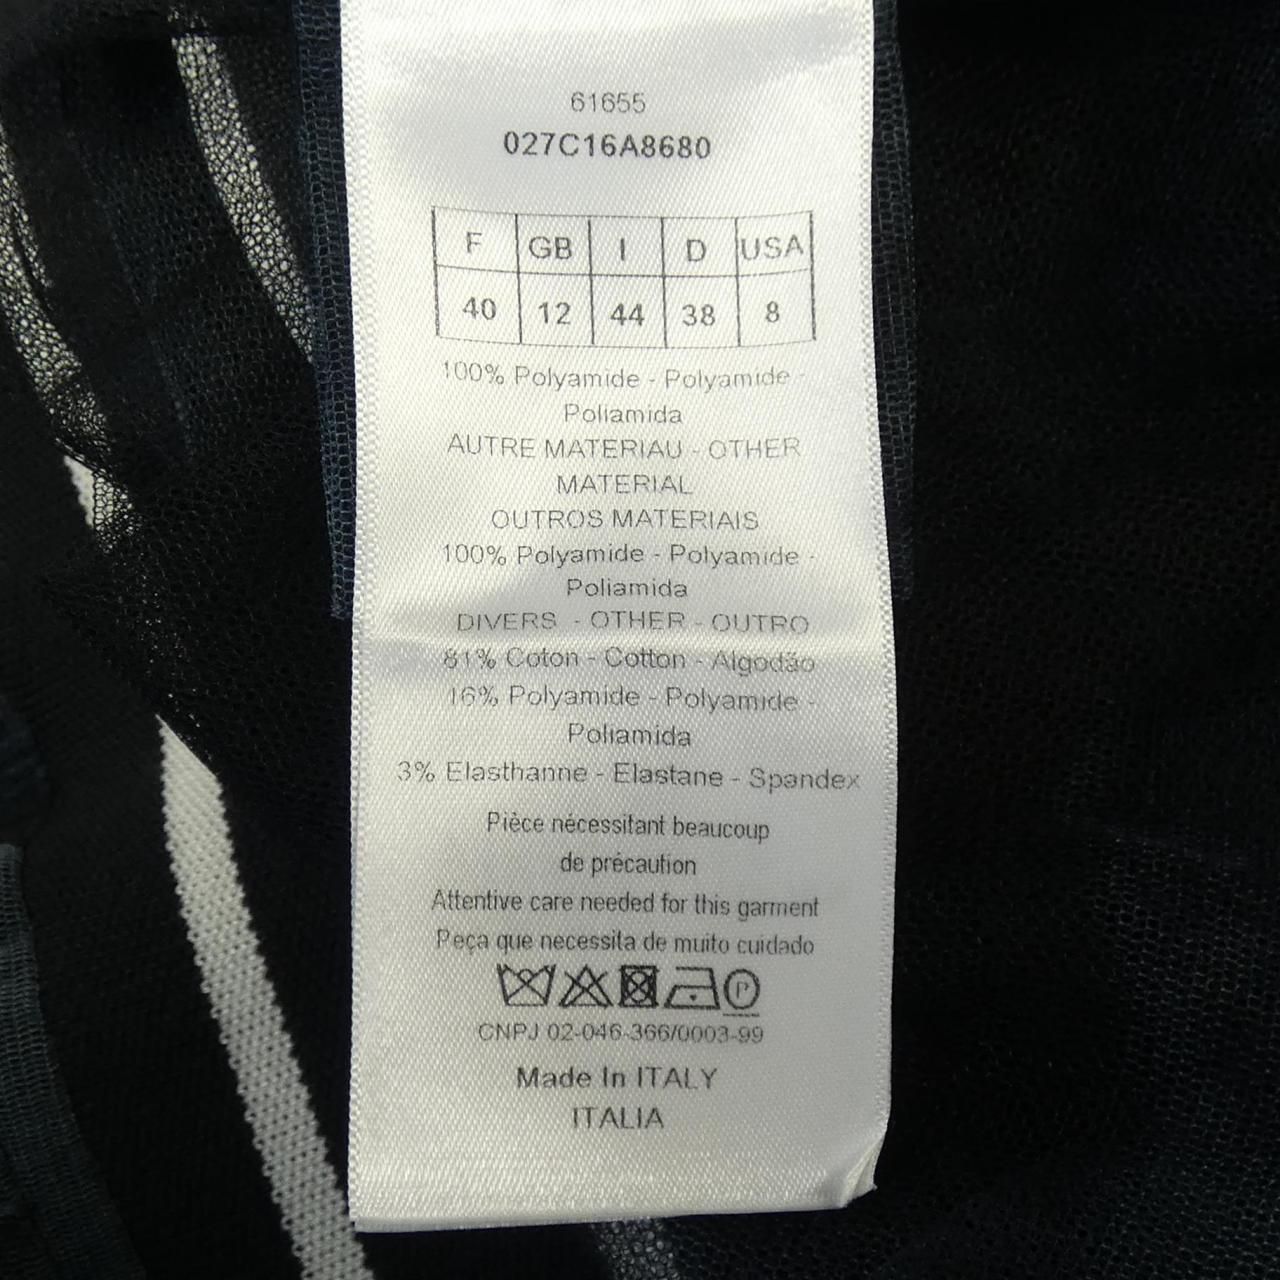 61655
027C16A8680
F GB I D USA
40 12 44 38 8
100% Polyamide - Polyamide -
Poliamida
AUTRE MATERIAU - OTHER
MATERIAL
OUTROS MATERIAIS
100% Polyamide - Polyamide -
Poliamida
DIVERS - OTHER - OUTRO
81% Coton - Cotton - Algodão
16% Polyamide - Polyamide -
Poliamida
3% Elasthanne - Elastane - Spandex
Pièce nécessitant beaucoup
de précaution
Attentive care needed for this garment
Peça que necessita de muito cuidado
P
CNPJ 02-046-366/0003-99
Made In ITALY
ITALIA